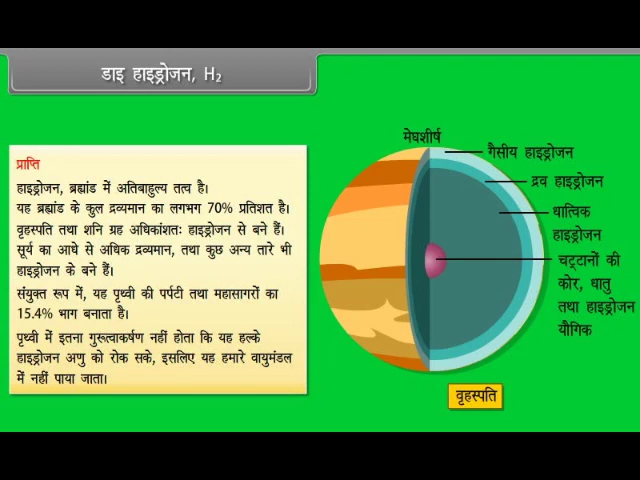 डाइ हाइड्रोजन, H₂
प्राप्ति
हाइड्रोजन, ब्रह्मांड में अतिबाहुल्य तत्व है।
यह ब्रह्मांड के कुल द्रव्यमान का लगभग 70% प्रतिशत है।
वृहस्पति तथा शनि ग्रह अधिकांशतः हाइड्रोजन से बने हैं।
सूर्य का आधे से अधिक द्रव्यमान, तथा कुछ अन्य तारे भी
हाइड्रोजन के बने हैं।
संयुक्त रूप में, यह पृथ्वी की पर्पटी तथा महासागरों का
15.4% भाग बनाता है।
पृथ्वी में इतना गुरूत्वाकर्षण नहीं होता कि यह हल्के
हाइड्रोजन अणु को रोक सके, इसलिए यह हमारे वायुमंडल
में नहीं पाया जाता।
मेघशीर्ष
गैसीय हाइड्रोजन
द्रव हाइड्रोजन
धात्विक
हाइड्रोजन
चट्टानों की
कोर, धातु
तथा हाइड्रोजन
यौगिक
वृहस्पति